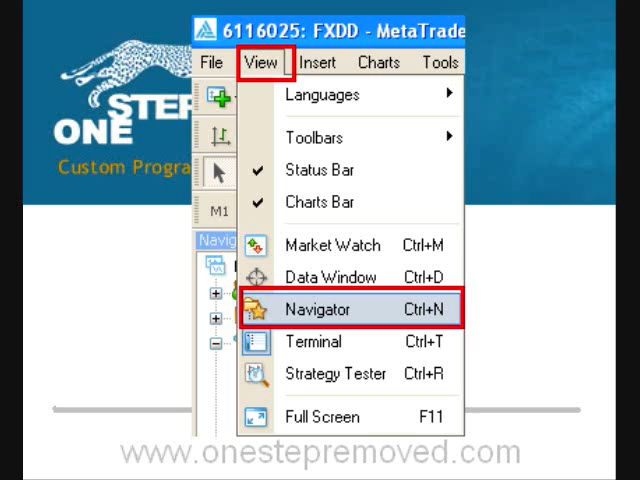 6116025: FXDD - MetaTrade
File View Insert Charts Tools
STEP
ONE
Custom Progra
Languages
Toolbars
Status Bar
Charts Bar
M1
Navig
Market Watch Ctrl+M
Data Window Ctrl+D
Navigator Ctrl+N
Terminal Ctrl+T
Strategy Tester Ctrl+R
Full Screen F11
www.onestepremoved.com